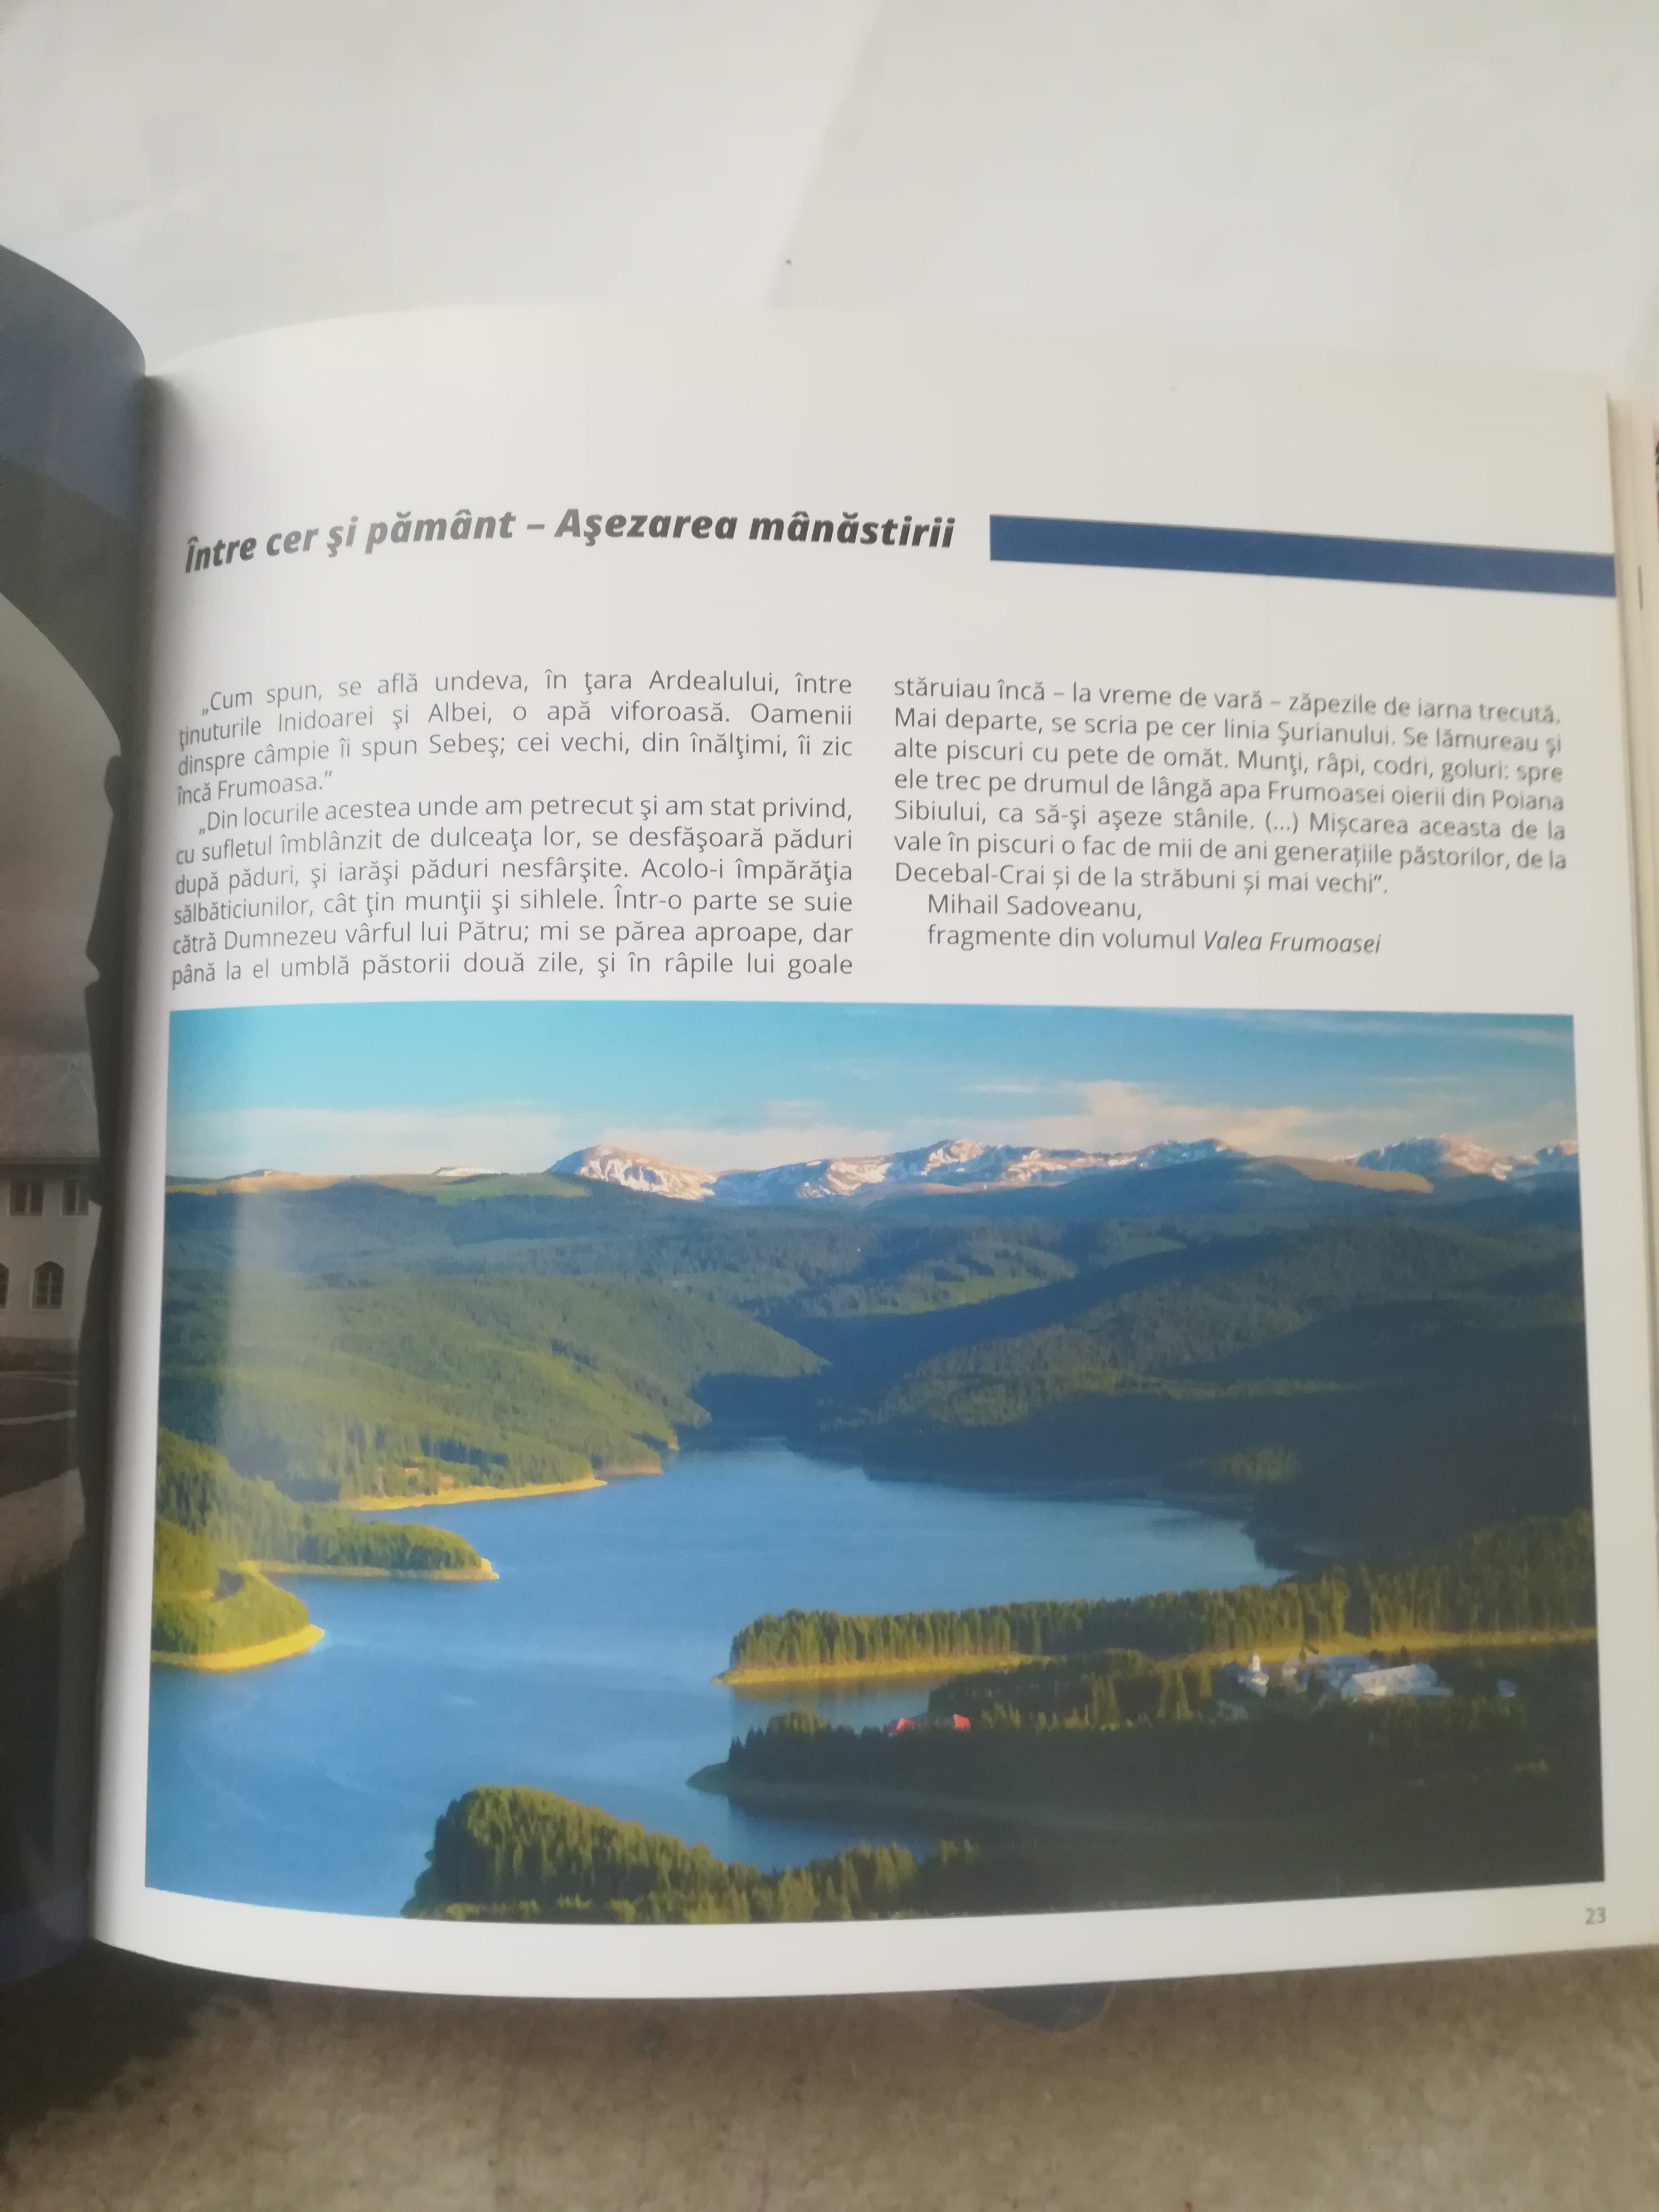 Între cer şi pământ – Aşezarea mânăstirii
„Cum spun, se află undeva, în ţara Ardealului, între
ţinuturile Inidoarei şi Albei, o apă viforoasă. Oamenii
dinspre câmpie îi spun Sebeş; cei vechi, din înălţimi, îi zic
încă Frumoasa.”
„Din locurile acestea unde am petrecut şi am stat privind,
cu sufletul îmblânzit de dulceaţa lor, se desfăşoară păduri
după păduri, şi iarăşi păduri nesfârşite. Acolo-i împărăţia
sălbăticiunilor, cât ţin munţii şi sihlele. Într-o parte se suie
cătră Dumnezeu vârful lui Pătru; mi se părea aproape, dar
până la el umblă păstorii două zile, şi în râpile lui goale
stăruiau încă – la vreme de vară – zăpezile de iarna trecută.
Mai departe, se scria pe cer linia Şurianului. Se lămureau şi
alte piscuri cu pete de omăt. Munţi, râpi, codri, goluri: spre
ele trec pe drumul de lângă apa Frumoasei oierii din Poiana
Sibiului, ca să-şi aşeze stânile. (...) Mișcarea aceasta de la
vale în piscuri o fac de mii de ani generațiile păstorilor, de la
Decebal-Crai și de la străbuni și mai vechi”.
Mihail Sadoveanu,
fragmente din volumul Valea Frumoasei
23